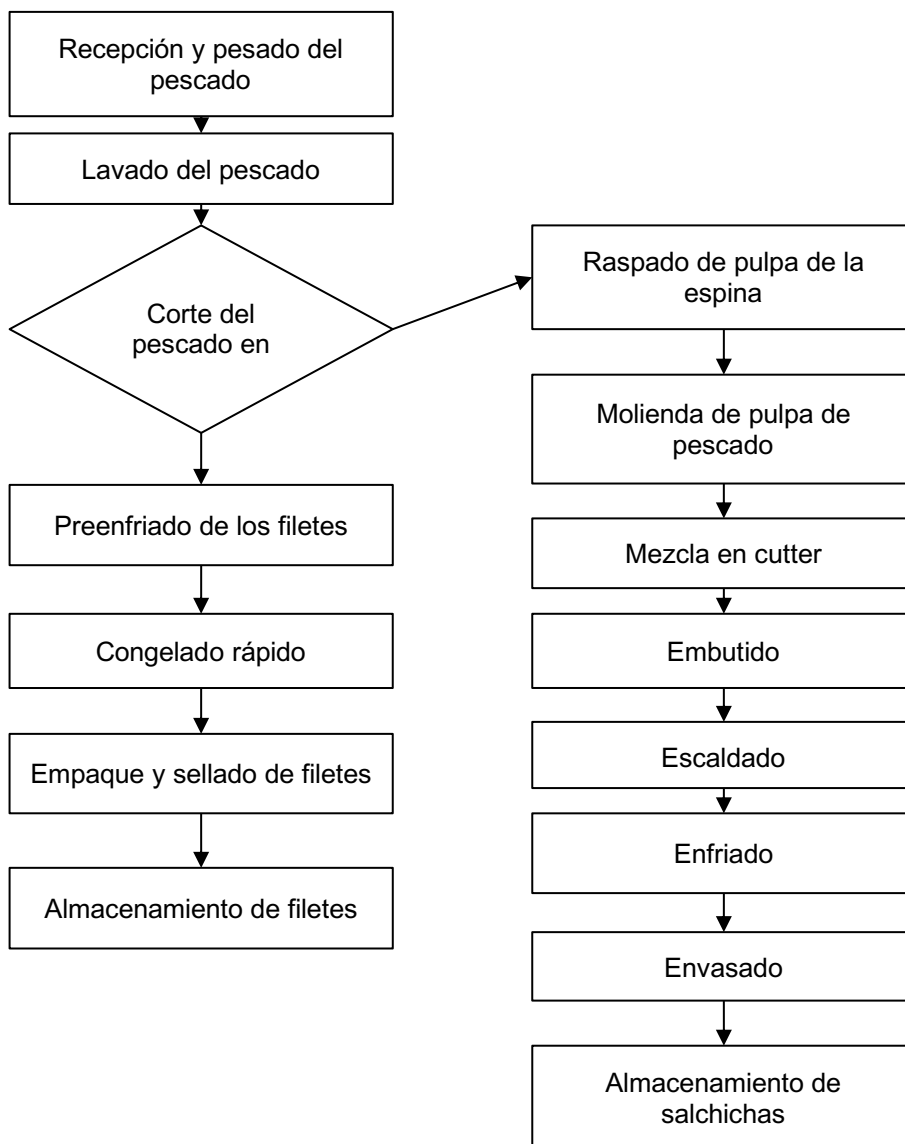 Recepción y pesado del
pescado
Lavado del pescado
Corte del
pescado en
Preenfriado de los filetes
Congelado rápido
Empaque y sellado de filetes
Almacenamiento de filetes
Raspado de pulpa de la
espina
Molienda de pulpa de
pescado
Mezcla en cutter
Embutido
Escaldado
Enfriado
Envasado
Almacenamiento de
salchichas